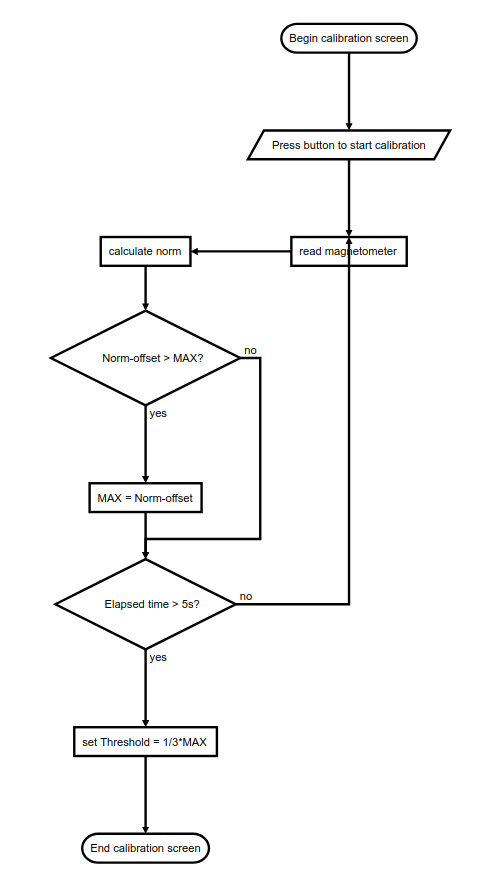 Begin calibration screen
Press button to start calibration
read magnetometer
calculate norm
Norm-offset > MAX?
no
yes
MAX = Norm-offset
Elapsed time > 5s?
no
yes
set Threshold = 1/3*MAX
End calibration screen